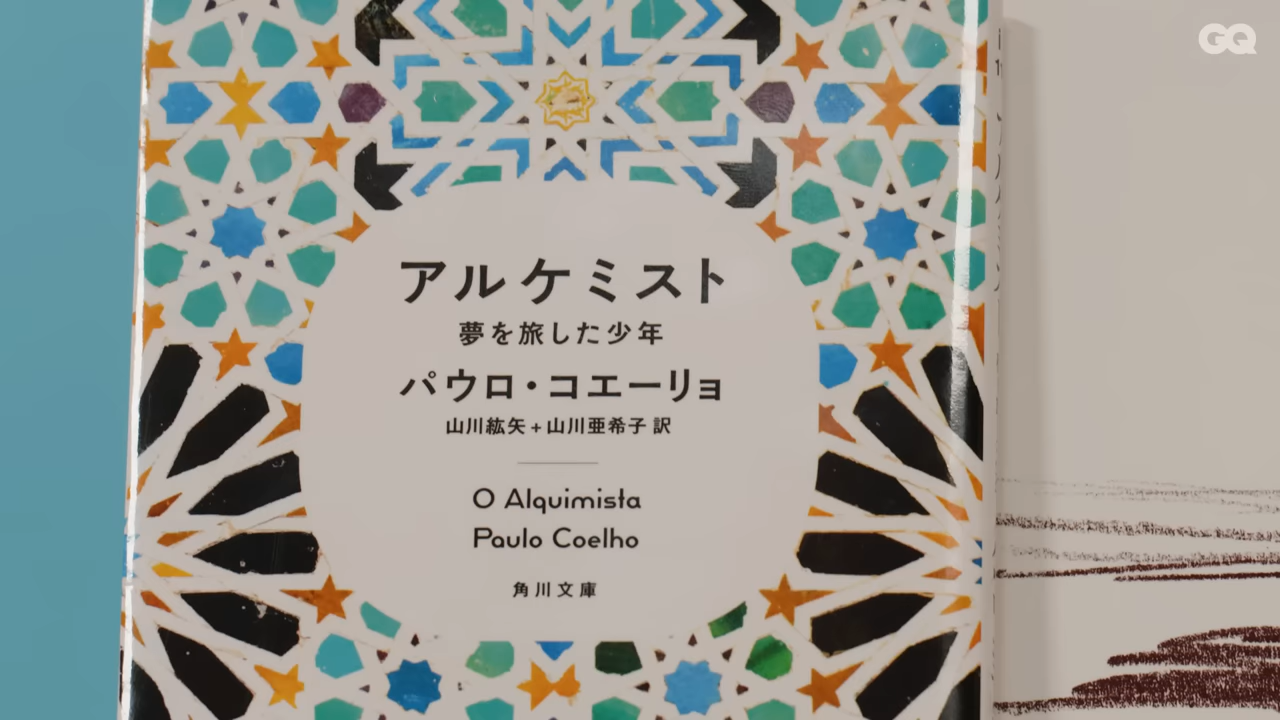 GQ
アルケミスト
夢を旅した少年
パウロ・コエーリョ
山川紘矢+山川亜希子 訳
O Alquimista
Paulo Coelho
角川文庫